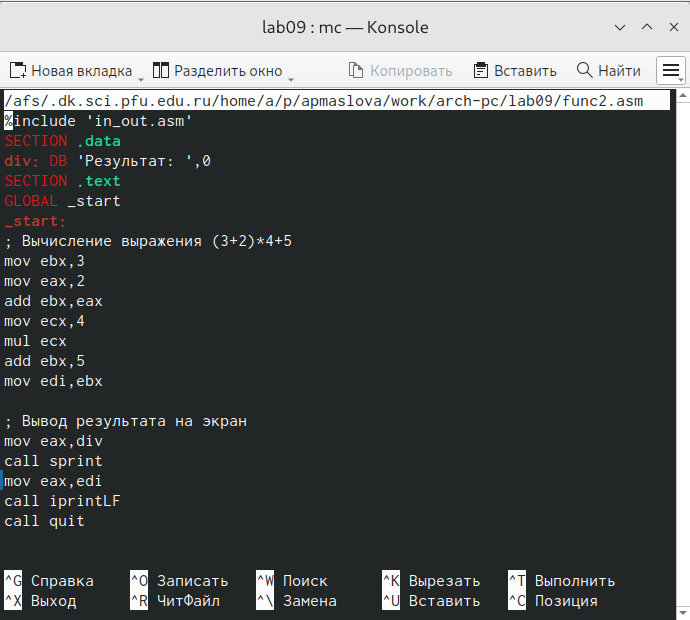 lab09 : mc — Konsole
Новая вкладка Разделить окно Копировать Вставить Найти
/afs/.dk.sci.pfu.edu.ru/home/a/p/apmaslova/work/arch-pc/lab09/func2.asm
%include 'in_out.asm'
SECTION .data
div: DB 'Результат: ',0
SECTION .text
GLOBAL _start
_start:
; Вычисление выражения (3+2)*4+5
mov ebx,3
mov eax,2
add ebx,eax
mov ecx,4
mul ecx
add ebx,5
mov edi,ebx
; Вывод результата на экран
mov eax,div
call sprint
mov eax,edi
call iprintLF
call quit
^G Справка ^O Записать ^W Поиск ^K Вырезать ^T Выполнить
^X Выход ^R ЧитФайл ^\ Замена ^U Вставить ^C Позиция